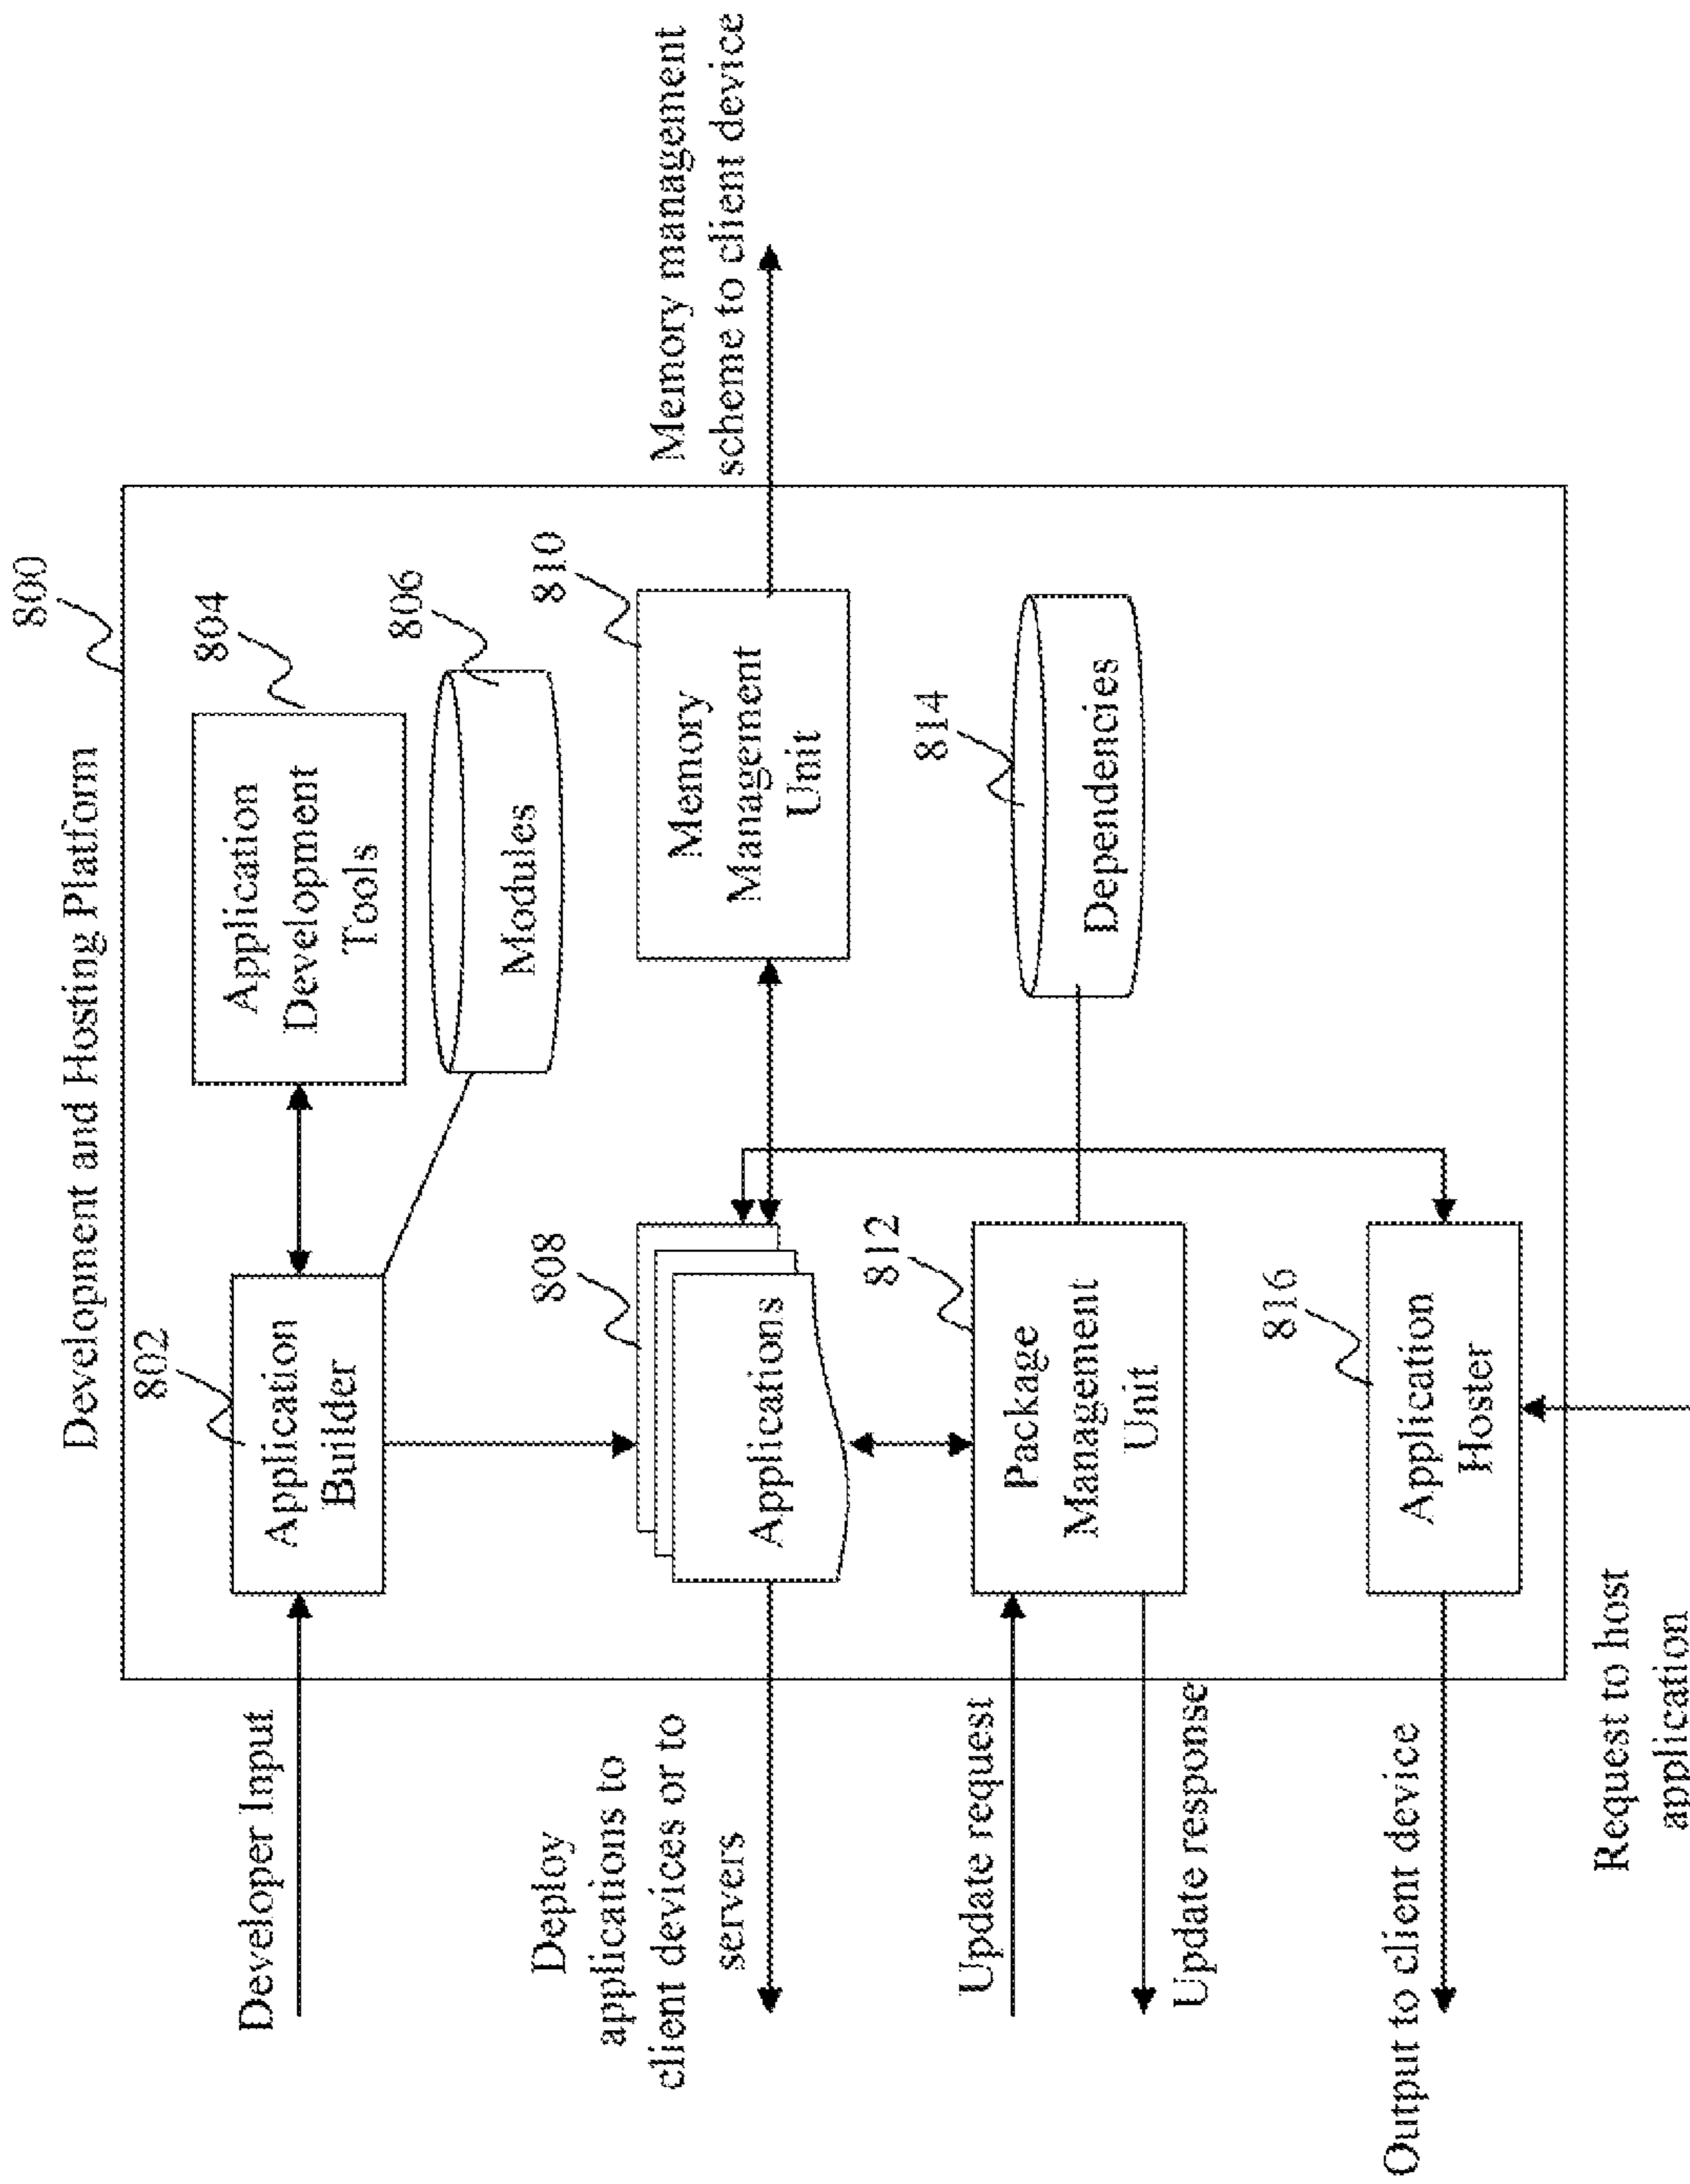 Development and Hosting Platform
800
Developer Input
802
Application
Builder
804
Application
Development
Tools
806
Modules
Deploy
applications to
client devices or to
servers
808
Applications
810
Memory
Management
Unit
Memory management
scheme to client device
Update request
Update response
812
Package
Management
Unit
814
Dependencies
816
Application
Hoster
Output to client device
Request to host
application